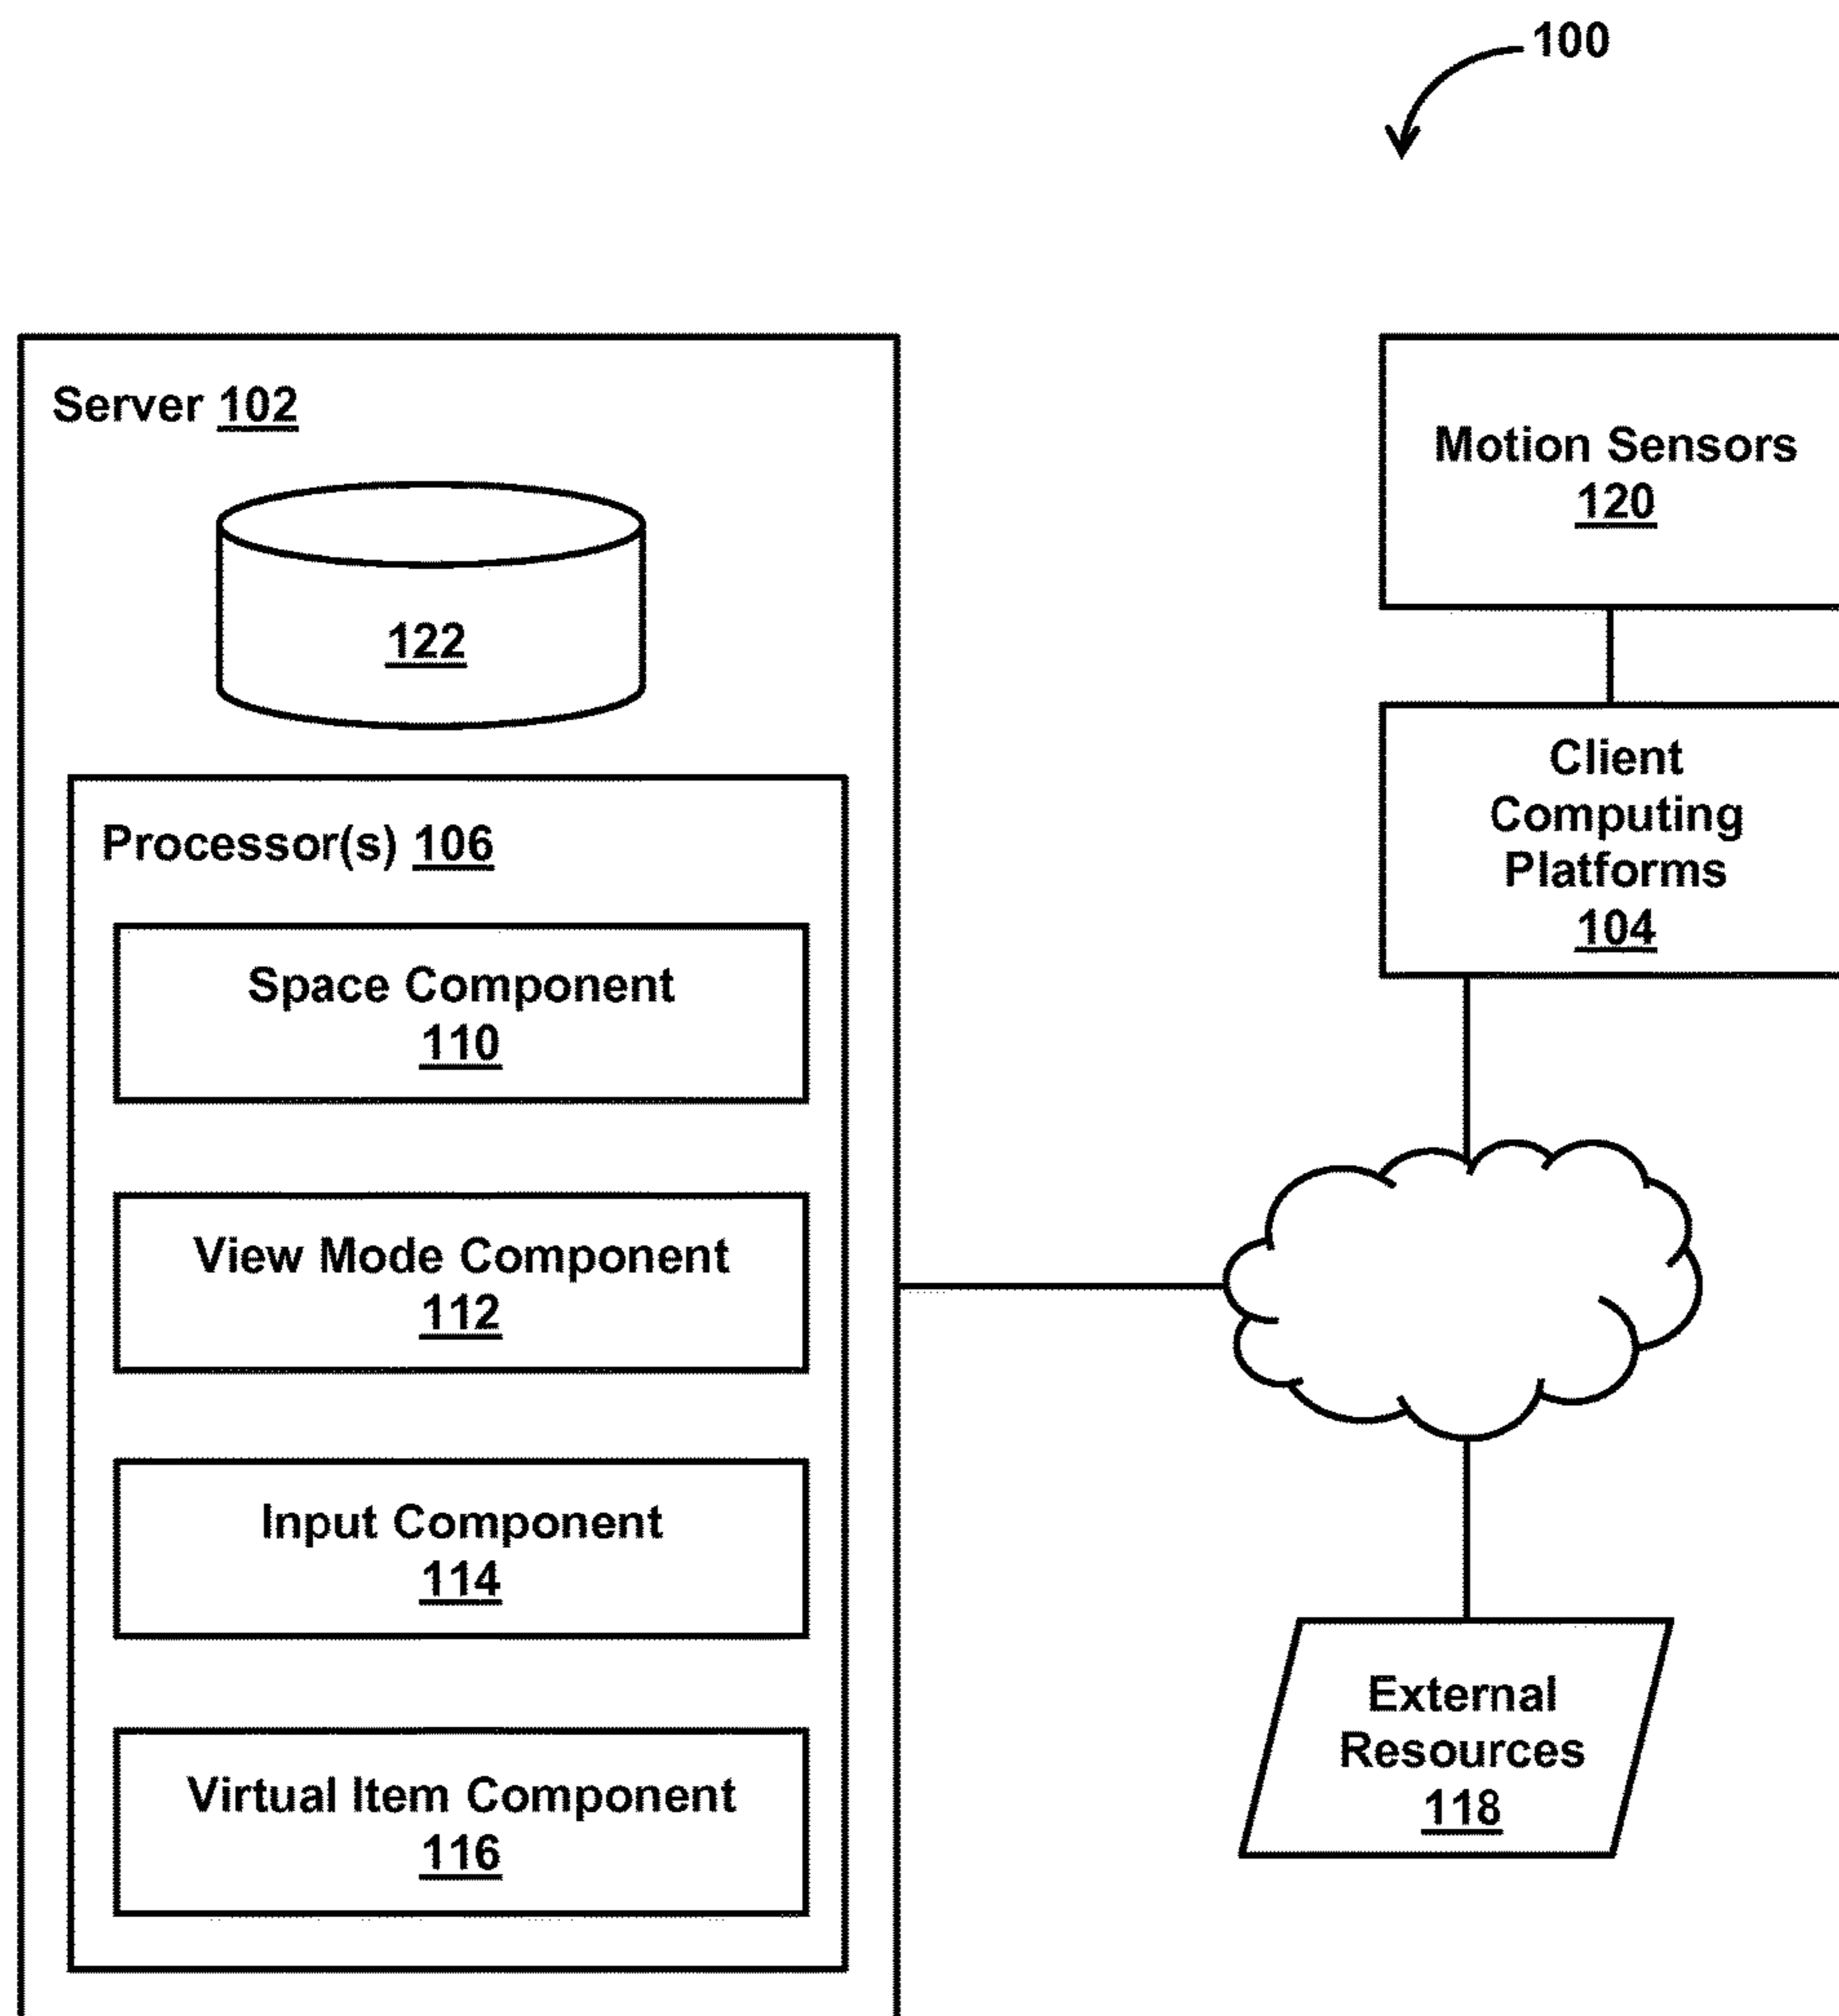 100
Server 102
122
Processor(s) 106
Space Component
110
View Mode Component
112
Input Component
114
Virtual Item Component
116
Motion Sensors
120
Client
Computing
Platforms
104
External
Resources
118